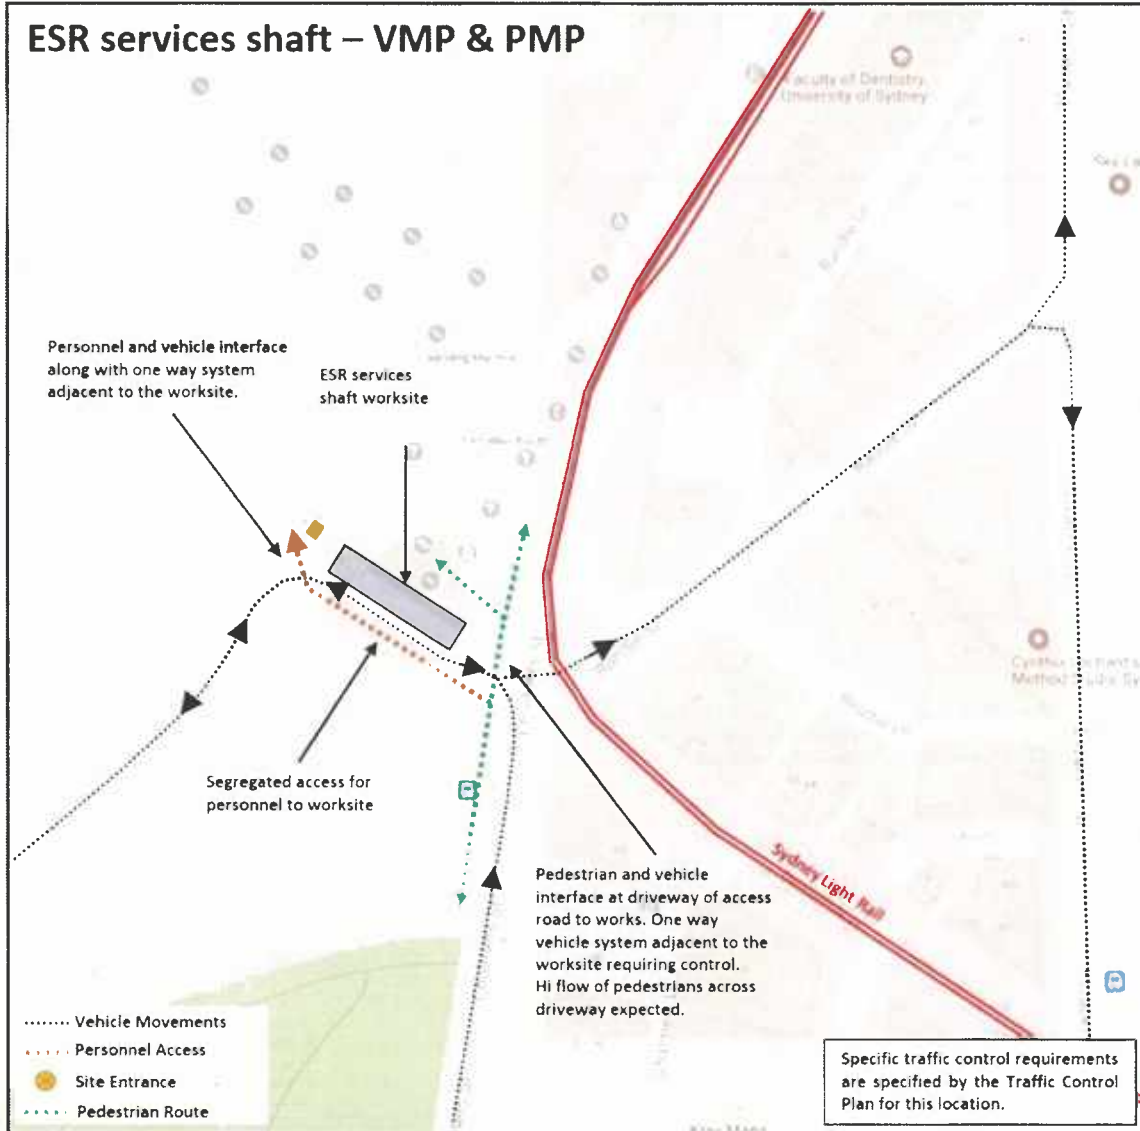 ESR services shaft – VMP & PMP
Faculty of Dentistry,
University of Sydney
Personnel and vehicle interface
along with one way system
adjacent to the worksite.
ESR services
shaft worksite
Segregated access for
personnel to worksite
Pedestrian and vehicle
interface at driveway of access
road to works. One way
vehicle system adjacent to the
worksite requiring control.
Hi flow of pedestrians across
driveway expected.
Sydney Light Rail
Vehicle Movements
Personnel Access
Site Entrance
Pedestrian Route
Specific traffic control requirements
are specified by the Traffic Control
Plan for this location.